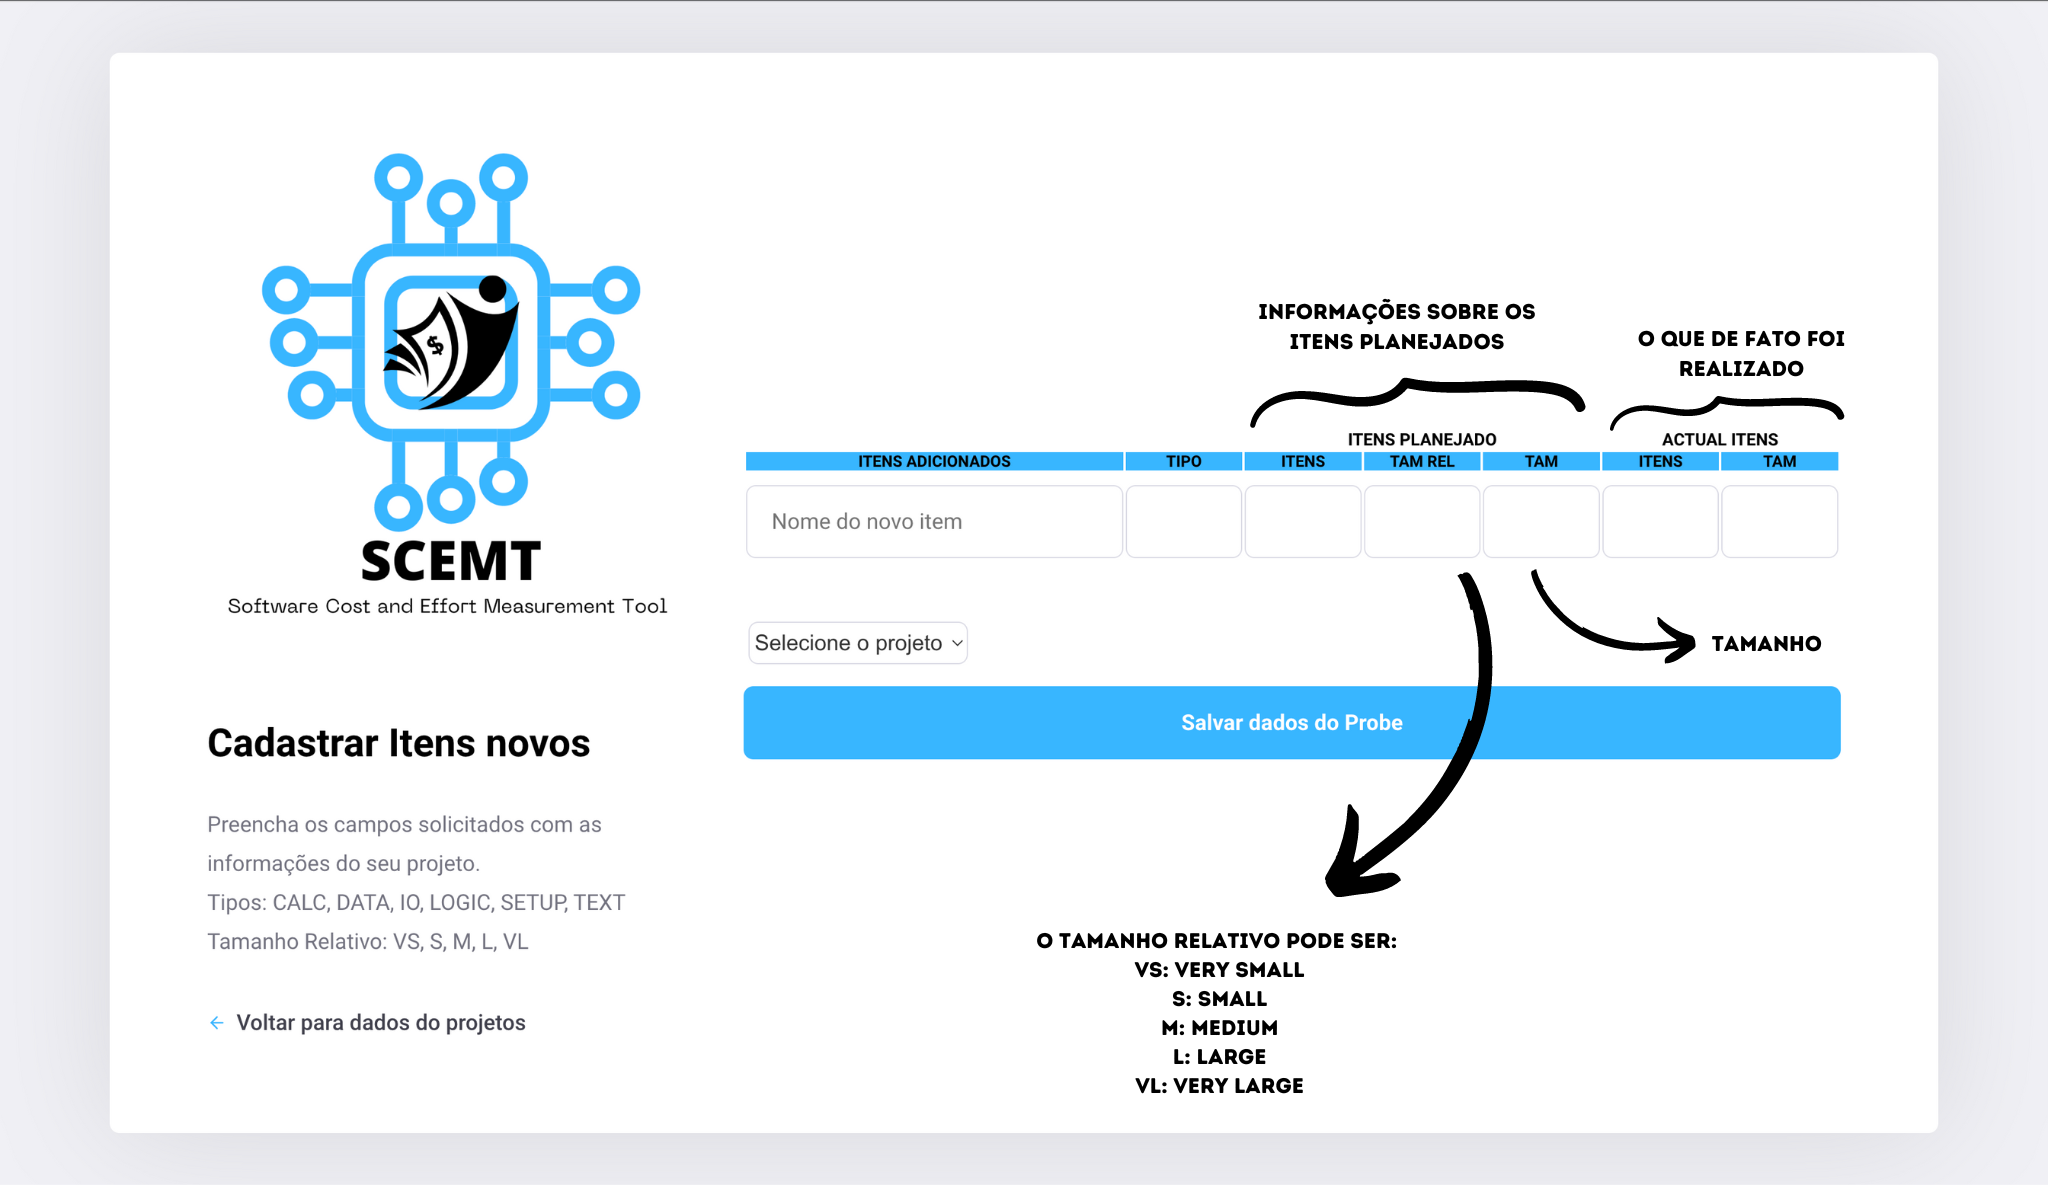 SCEMT
Software Cost and Effort Measurement Tool
Cadastrar Itens novos
Preencha os campos solicitados com as
informações do seu projeto.
Tipos: CALC, DATA, IO, LOGIC, SETUP, TEXT
Tamanho Relativo: VS, S, M, L, VL
← Voltar para dados do projetos
INFORMAÇÕES SOBRE OS
ITENS PLANEJADOS
O QUE DE FATO FOI
REALIZADO
ITENS PLANEJADO
ACTUAL ITENS
ITENS ADICIONADOS TIPO ITENS TAM REL TAM ITENS TAM
Nome do novo item
Selecione o projeto
TAMANHO
Salvar dados do Probe
O TAMANHO RELATIVO PODE SER:
VS: VERY SMALL
S: SMALL
M: MEDIUM
L: LARGE
VL: VERY LARGE